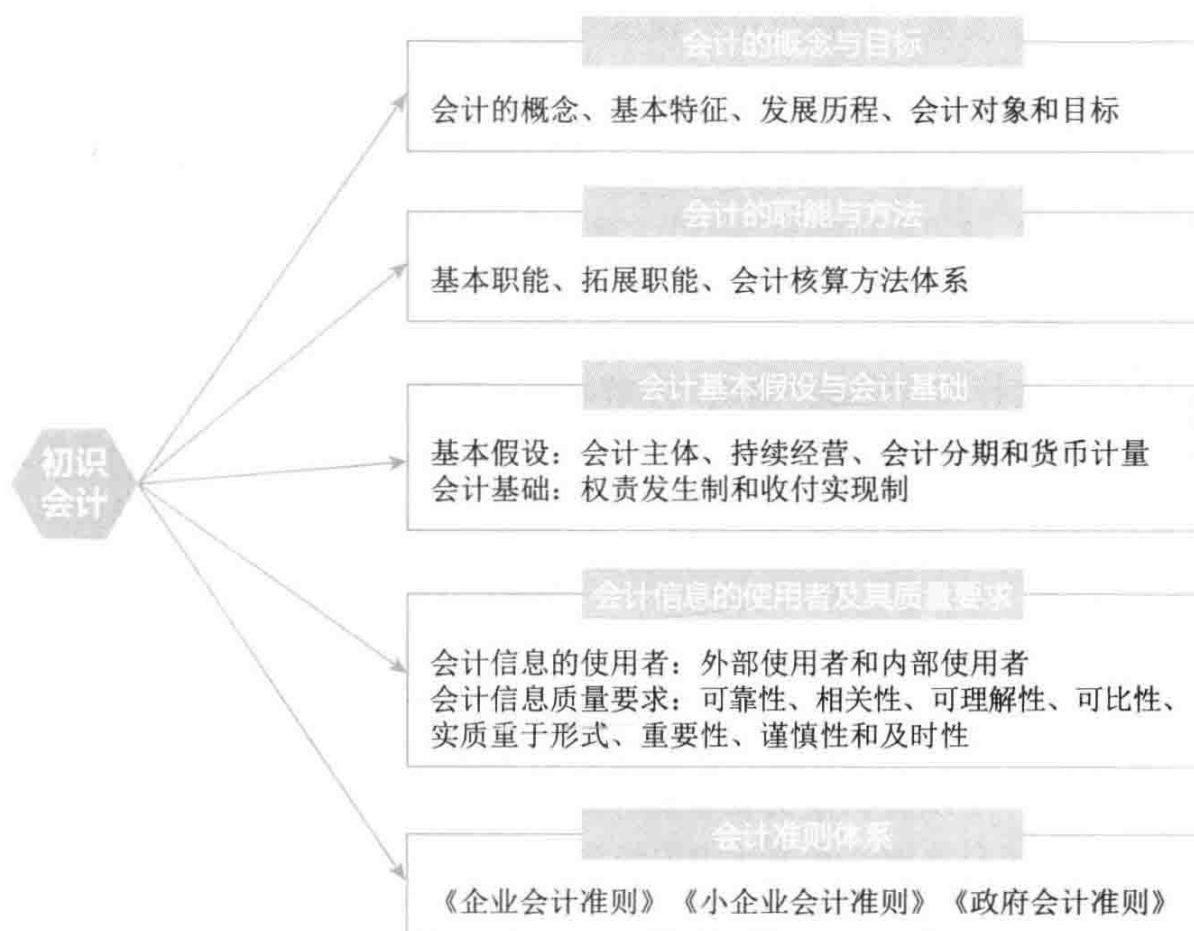 会计的概念与目标
会计的概念、基本特征、发展历程、会计对象和目标
会计的职能与方法
基本职能、拓展职能、会计核算方法体系
会计基本假设与会计基础
基本假设：会计主体、持续经营、会计分期和货币计量
会计基础：权责发生制和收付实现制
初识
会计
会计信息的使用者及其质量要求
会计信息的使用者：外部使用者和内部使用者
会计信息质量要求：可靠性、相关性、可理解性、可比性、
实质重于形式、重要性、谨慎性和及时性
会计准则体系
《企业会计准则》《小企业会计准则》《政府会计准则》